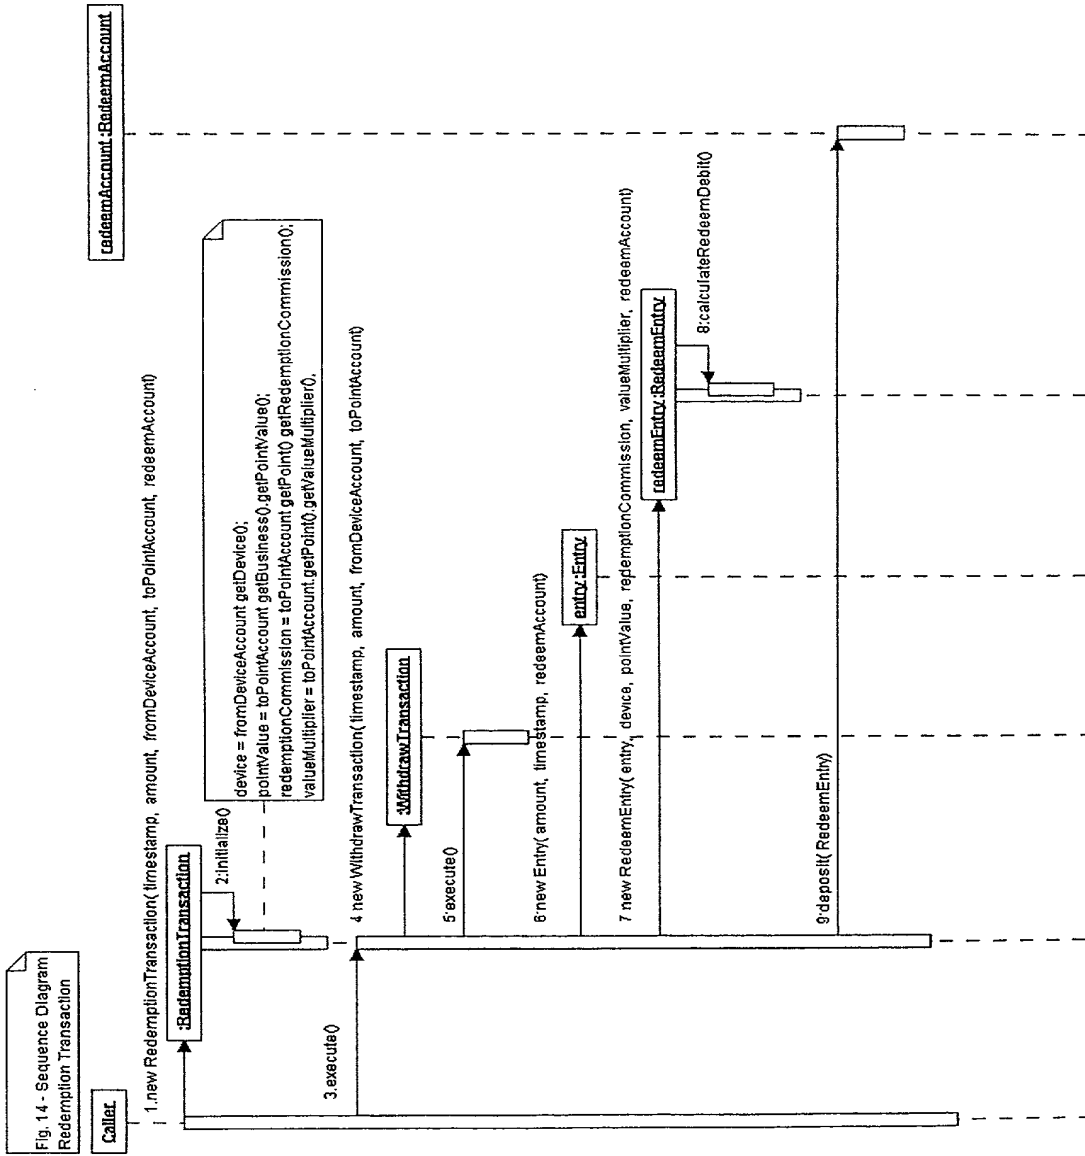 Fig. 14 - Sequence Diagram
Redemption Transaction
Caller
redeemAccount :RedeemAccount
1.new RedemptionTransaction( timestamp, amount, fromDeviceAccount, toPointAccount, redeemAccount)
:RedemptionTransaction
2:initialize()
device = fromDeviceAccount getDevice();
pointValue = toPointAccount getBusiness().getPointValue();
redemptionCommission = toPointAccount getPoint() getRedemptionCommission();
valueMultiplier = toPointAccount.getPoint().getValueMultiplier(),
3.execute()
4 new WithdrawTransaction( timestamp, amount, fromDeviceAccount, toPointAccount)
:WithdrawTransaction
5:execute()
6:new Entry( amount, timestamp, redeemAccount)
entry :Entry
7 new RedeemEntry( entry, device, pointValue, redemptionCommission, valueMultiplier, redeemAccount)
redeemEntry :RedeemEntry
8:calculateRedeemDebit()
9:deposit( RedeemEntry)